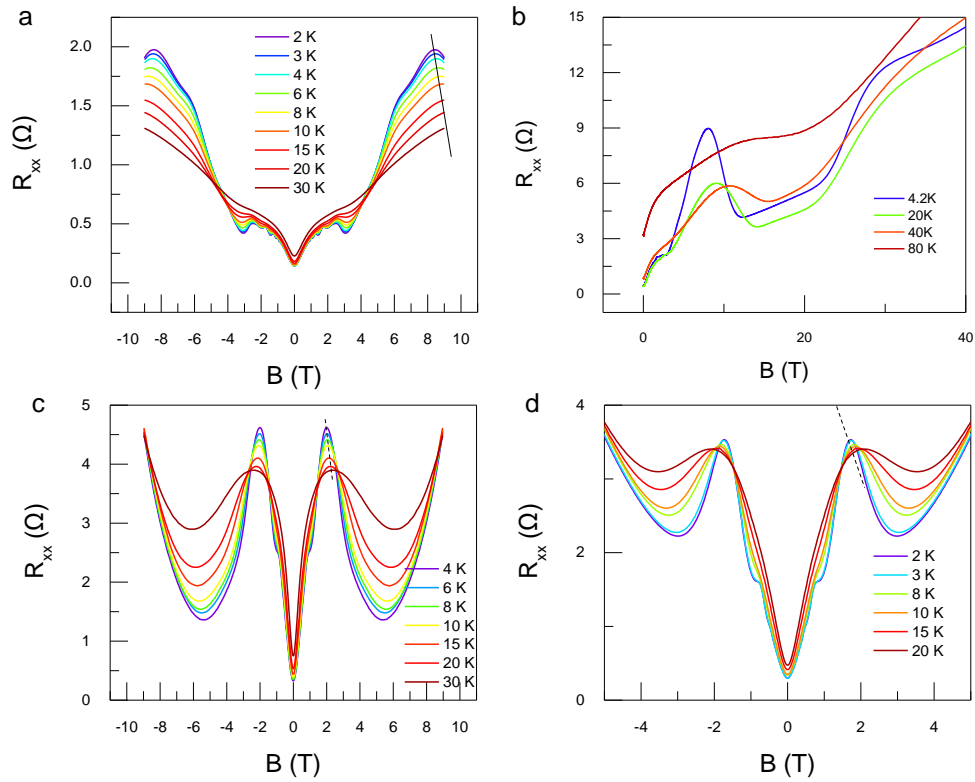 a
2.0
1.5
1.0
0.5
0.0
R_xx (Ω)
2 K
3 K
4 K
6 K
8 K
10 K
15 K
20 K
30 K
-10 -8 -6 -4 -2 0 2 4 6 8 10
B (T)
b
15
12
9
6
3
0
R_xx (Ω)
4.2K
20K
40K
80 K
0 20 40
B (T)
c
5
4
3
2
1
0
R_xx (Ω)
4 K
6 K
8 K
10 K
15 K
20 K
30 K
-10 -8 -6 -4 -2 0 2 4 6 8 10
B (T)
d
4
2
0
R_xx (Ω)
2 K
3 K
8 K
10 K
15 K
20 K
-4 -2 0 2 4
B (T)